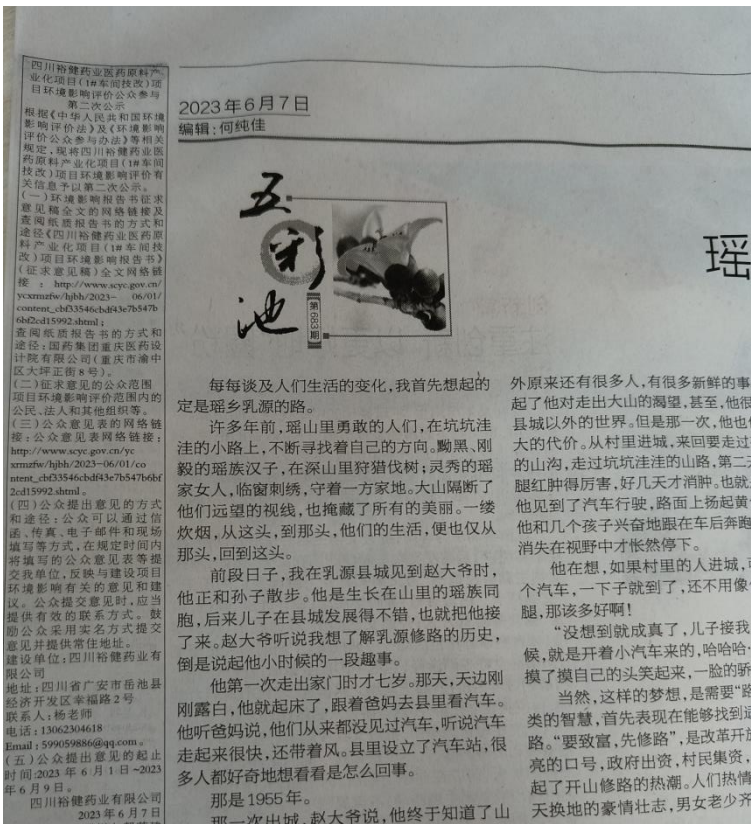 四川裕健药业医药原料产
业化项目(1#车间技改)项
目环境影响评价公众参与
第二次公示
根据《中华人民共和国环境
影响评价法》及《环境影响
评价公众参与办法》等相关
规定,现将四川裕健药业医
药原料产业化项目(1#车间
技改)项目环境影响评价有
关信息予以第二次公示。
(一)环境影响报告书征求
意见稿全文的网络链接及
查阅纸质报告书的方式和
途径《四川裕健药业医药原
料产业化项目(1#车间技
改)项目环境影响报告书》
(征求意见稿)全文网络链
接:http://www.scyc.gov.cn/
ycxrmzfw/hjbh/2023-06/01/
content_cbf33546cbdf43e7b547b
6bf2cd15992.shtml;
查阅纸质报告书的方式和
途径:国药集团重庆医药设
计院有限公司(重庆市渝中
区大坪正街8号)。
(二)征求意见的公众范围
项目环境影响评价范围内的
公民、法人和其他组织等。
(三)公众意见表的网络链
接:公众意见表网络链接:
http://www.scyc.gov.cn/yc
xrmzfw/hjbh/2023-06/01/co
ntent_cbf33546cbdf43e7b547b6bf
2cd15992.shtml。
(四)公众提出意见的方式
和途径:公众可以通过信
函、传真、电子邮件和现场
填写等方式,在规定时间内
将填写的公众意见表等提
交我单位,反映与建设项目
环境影响有关的意见和建
议。公众提交意见时,应当
提供有效的联系方式。鼓
励公众采用实名方式提交
意见并提供常住地址。
建设单位:四川裕健药业有
限公司
地址:四川省广安市岳池县
经济开发区幸福路2号
联系人:杨老师
电话:13062304618
Email:599059886@qq.com。
(五)公众提出意见的起止
时间:2023年6月1日~2023
年6月9日。
四川裕健药业有限公司
2023年6月7日
2023年6月7日
编辑:何纯佳
五彩池
第683期
瑶
每每谈及人们生活的变化,我首先想起的
定是瑶乡乳源的路。
许多年前,瑶山里勇敢的人们,在坑坑洼
洼的小路上,不断寻找着自己的方向。黝黑、刚
毅的瑶族汉子,在深山里狩猎伐树;灵秀的瑶
家女人,临窗刺绣,守着一方家地。大山隔断了
他们远望的视线,也掩藏了所有的美丽。一缕
炊烟,从这头,到那头,他们的生活,便也仅从
那头,回到这头。
前段日子,我在乳源县城见到赵大爷时,
他正和孙子散步。他是生长在山里的瑶族同
胞,后来儿子在县城发展得不错,也就把他接
了来。赵大爷听说我想了解乳源修路的历史,
倒是说起他小时候的一段趣事。
他第一次走出家门时才七岁。那天,天边刚
刚露白,他就起床了,跟着爸妈去县里看汽车。
他听爸妈说,他们从来都没见过汽车,听说汽车
走起来很快,还带着风。县里设立了汽车站,很
多人都好奇地想看看是怎么回事。
那是1955年。
那一次出城,赵大爷说,他终于知道了山
外原来还有很多人,有很多新鲜的事
起了他对走出大山的渴望,甚至,他很
县城以外的世界。但是那一次,他也付
大的代价。从村里进城,来回要走过
的山沟,走过坑坑洼洼的山路,第二天
腿红肿得厉害,好几天才消肿。也就
他见到了汽车行驶,路面上扬起黄
他和几个孩子兴奋地跟在车后奔跑
消失在视野中才怅然停下。
他在想,如果村里的人进城,
个汽车,一下子就到了,还不用像
腿,那该多好啊!
“没想到就成真了,儿子接我
候,就是开着小汽车来的,哈哈哈
摸了摸自己的头笑起来,一脸的骄
当然,这样的梦想,是需要“路
类的智慧,首先表现在能够找到适
路。“要致富,先修路”,是改革开放
亮的口号,政府出资,村民集资,
起了开山修路的热潮。人们热情
天换地的豪情壮志,男女老少齐